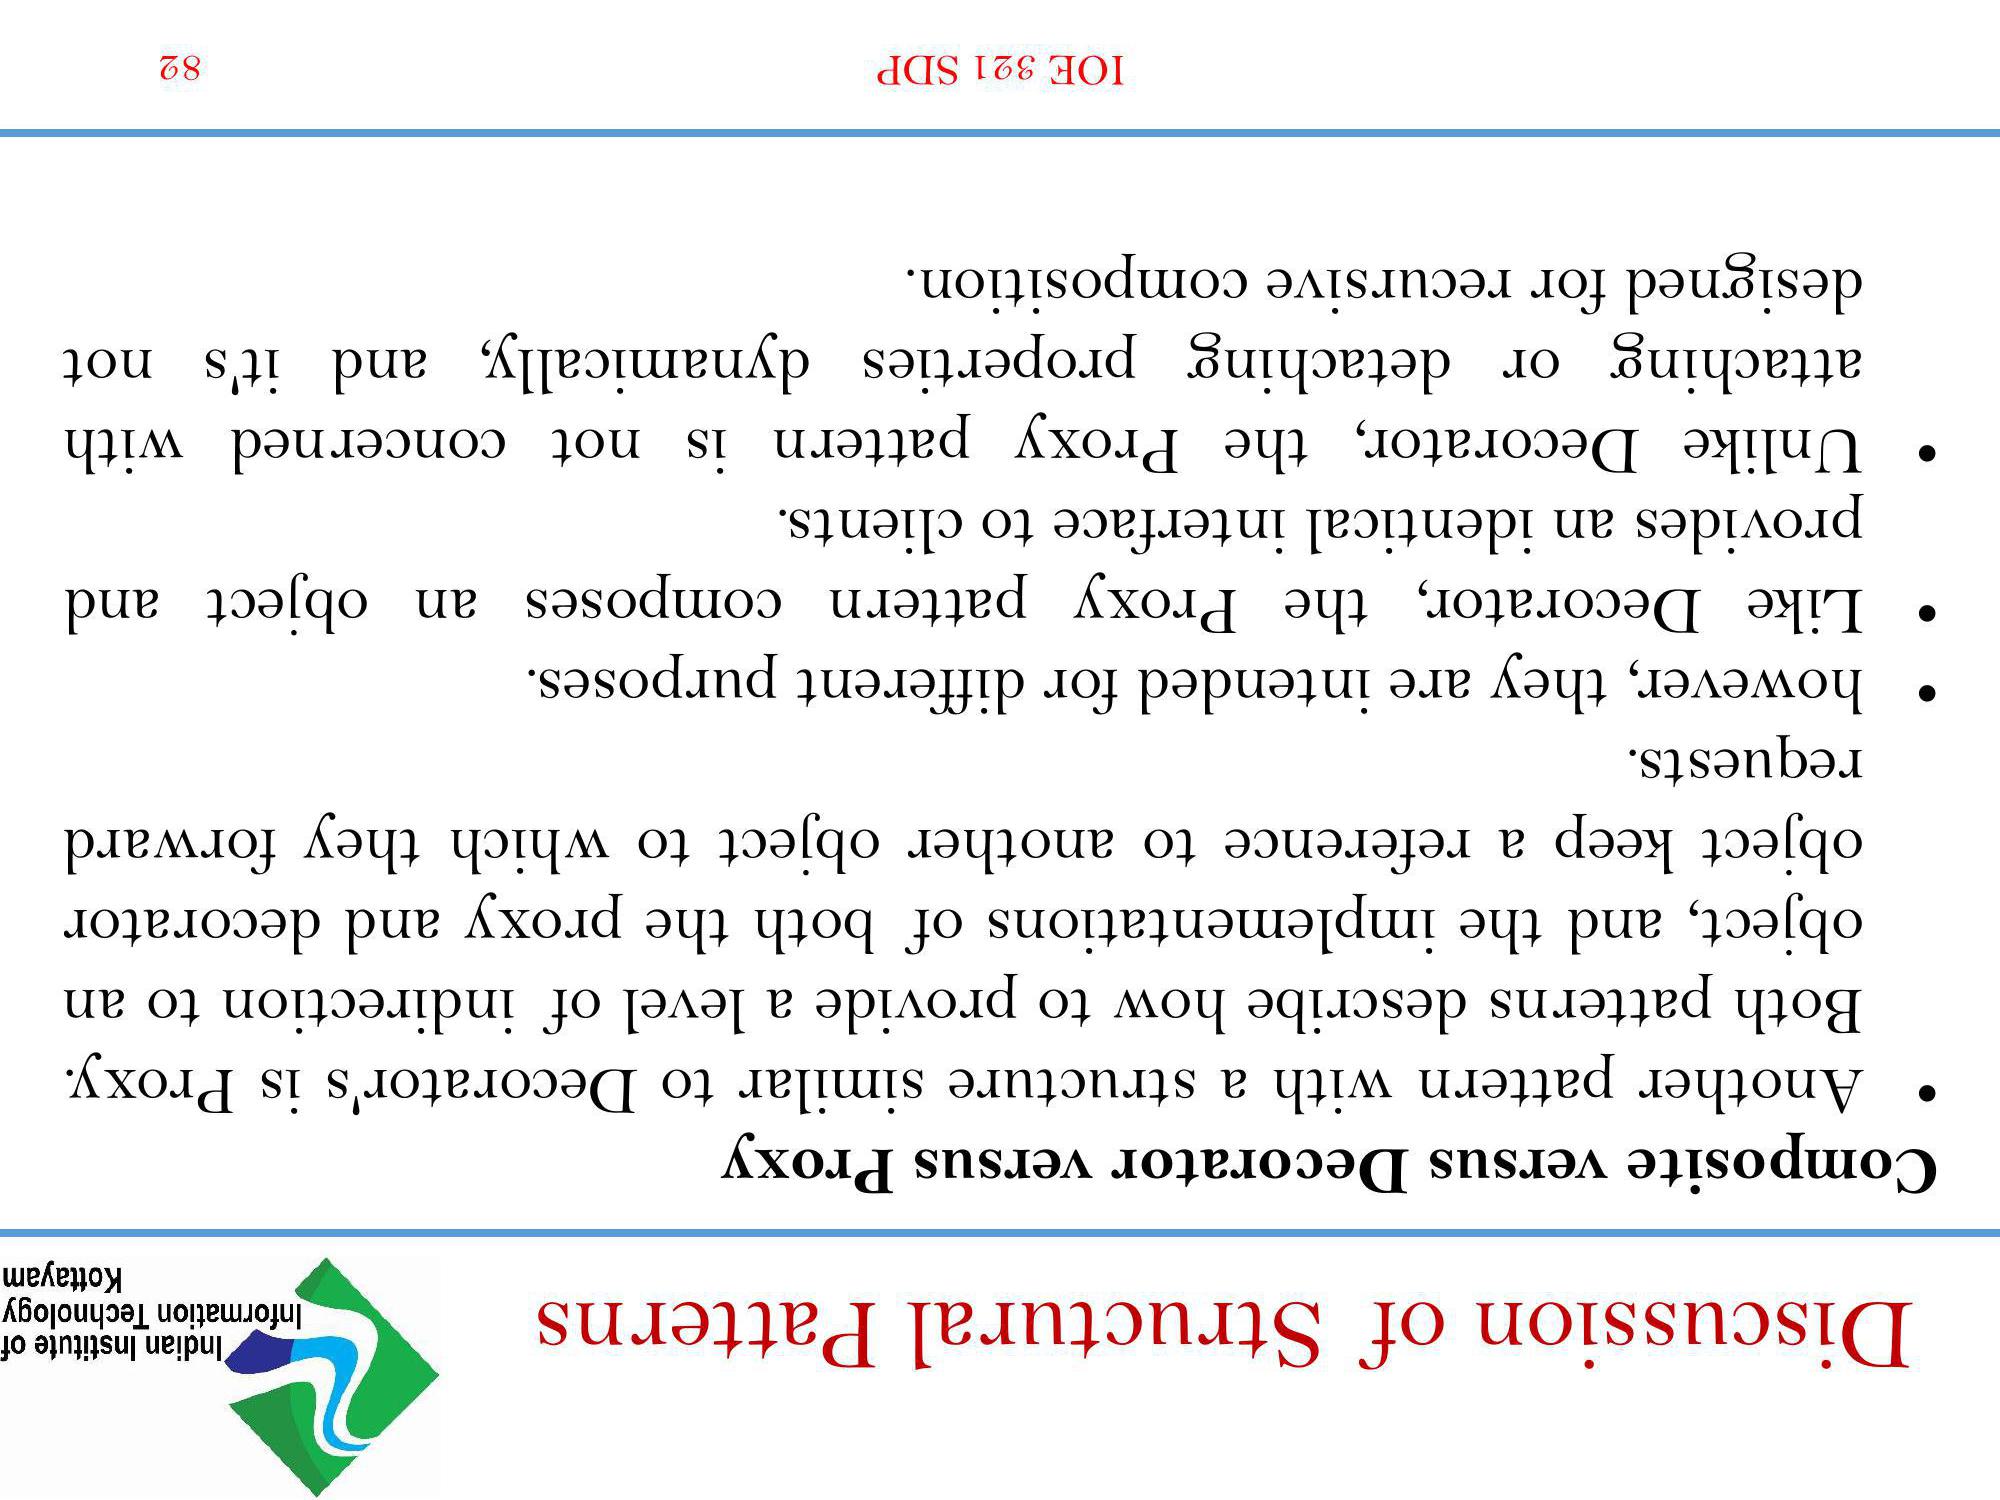 Discussion of Structural Patterns
Indian Institute of
Information Technology
Kottayam
Composite versus Decorator versus Proxy
• Another pattern with a structure similar to Decorator's is Proxy.
Both patterns describe how to provide a level of indirection to an
object, and the implementations of both the proxy and decorator
object keep a reference to another object to which they forward
requests.
• however, they are intended for different purposes.
• Like Decorator, the Proxy pattern composes an object and
provides an identical interface to clients.
• Unlike Decorator, the Proxy pattern is not concerned with
attaching or detaching properties dynamically, and it's not
designed for recursive composition.
IOE 321 SDP
82